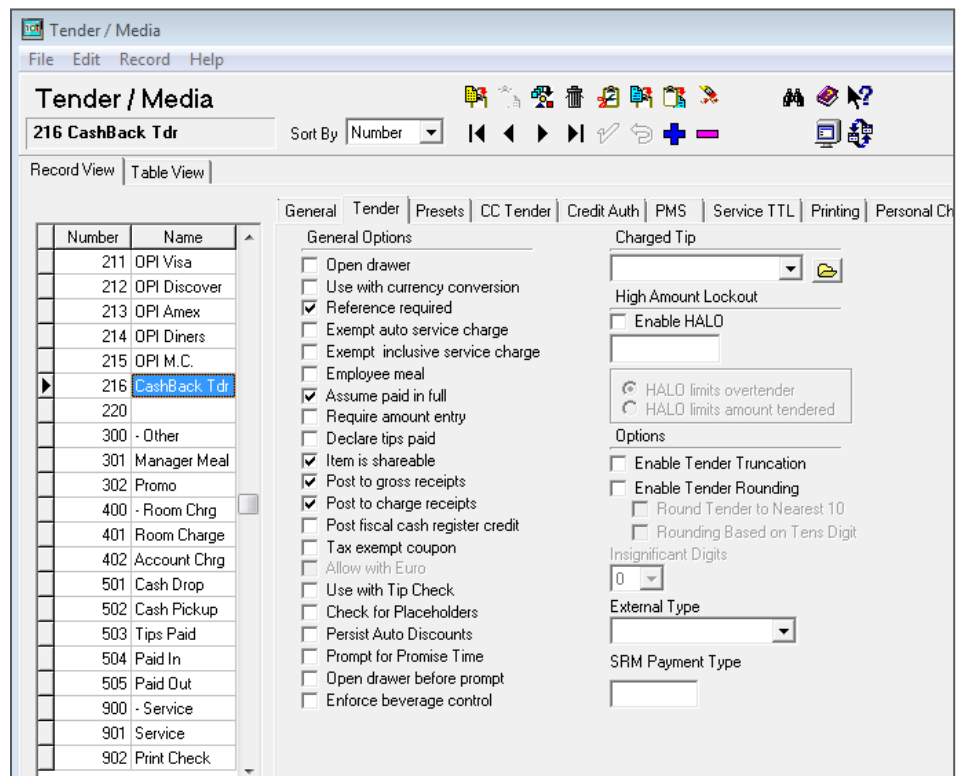 Tender / Media
File Edit Record Help
Tender / Media
216 CashBack Tdr
Sort By Number
Record View Table View
General Tender Presets CC Tender Credit Auth PMS Service TTL Printing Personal Ch
Number Name
211 OPI Visa
212 OPI Discover
213 OPI Amex
214 OPI Diners
215 OPI M.C.
216 CashBack Tdr
220
300 - Other
301 Manager Meal
302 Promo
400 - Room Chrg
401 Room Charge
402 Account Chrg
501 Cash Drop
502 Cash Pickup
503 Tips Paid
504 Paid In
505 Paid Out
900 - Service
901 Service
902 Print Check
General Options
Open drawer
Use with currency conversion
Reference required
Exempt auto service charge
Exempt inclusive service charge
Employee meal
Assume paid in full
Require amount entry
Declare tips paid
Item is shareable
Post to gross receipts
Post to charge receipts
Post fiscal cash register credit
Tax exempt coupon
Allow with Euro
Use with Tip Check
Check for Placeholders
Persist Auto Discounts
Prompt for Promise Time
Open drawer before prompt
Enforce beverage control
Charged Tip
High Amount Lockout
Enable HALO
HALO limits overtender
HALO limits amount tendered
Options
Enable Tender Truncation
Enable Tender Rounding
Round Tender to Nearest 10
Rounding Based on Tens Digit
Insignificant Digits
0
External Type
SRM Payment Type